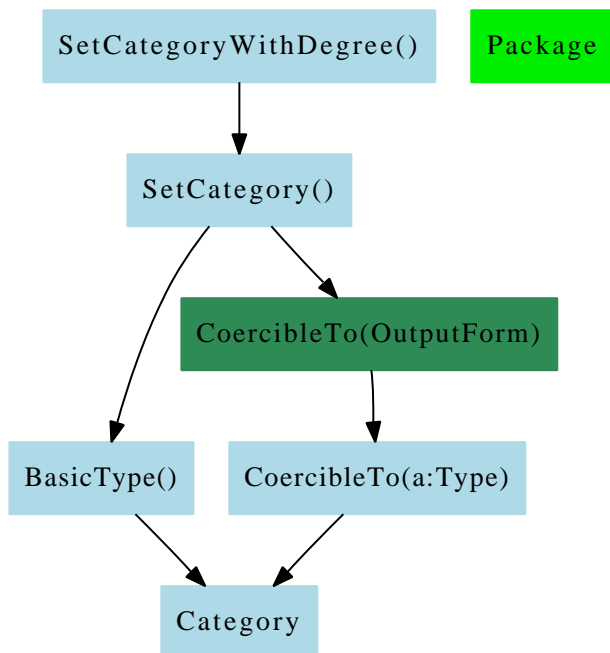 SetCategoryWithDegree()
Package
SetCategory()
CoercibleTo(OutputForm)
BasicType()
CoercibleTo(a:Type)
Category